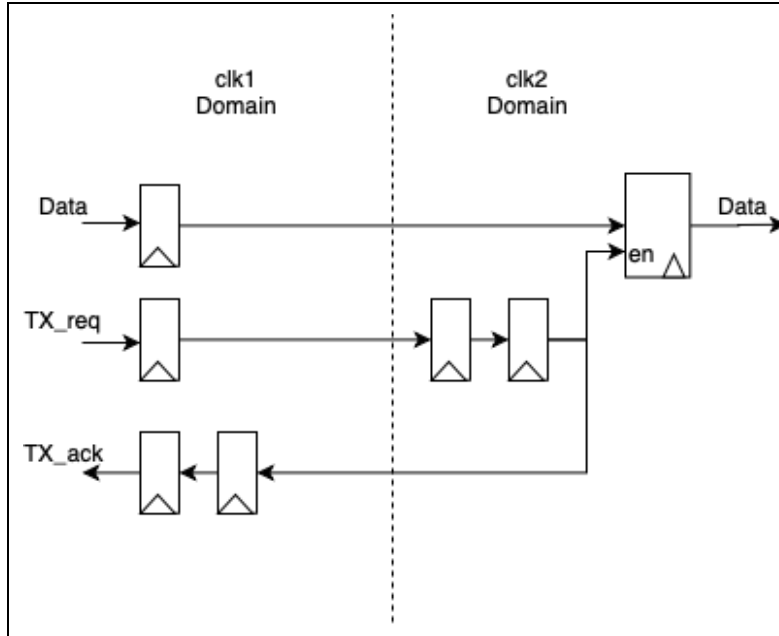 clk1
Domain
clk2
Domain
Data
Data
en
TX_req
TX_ack